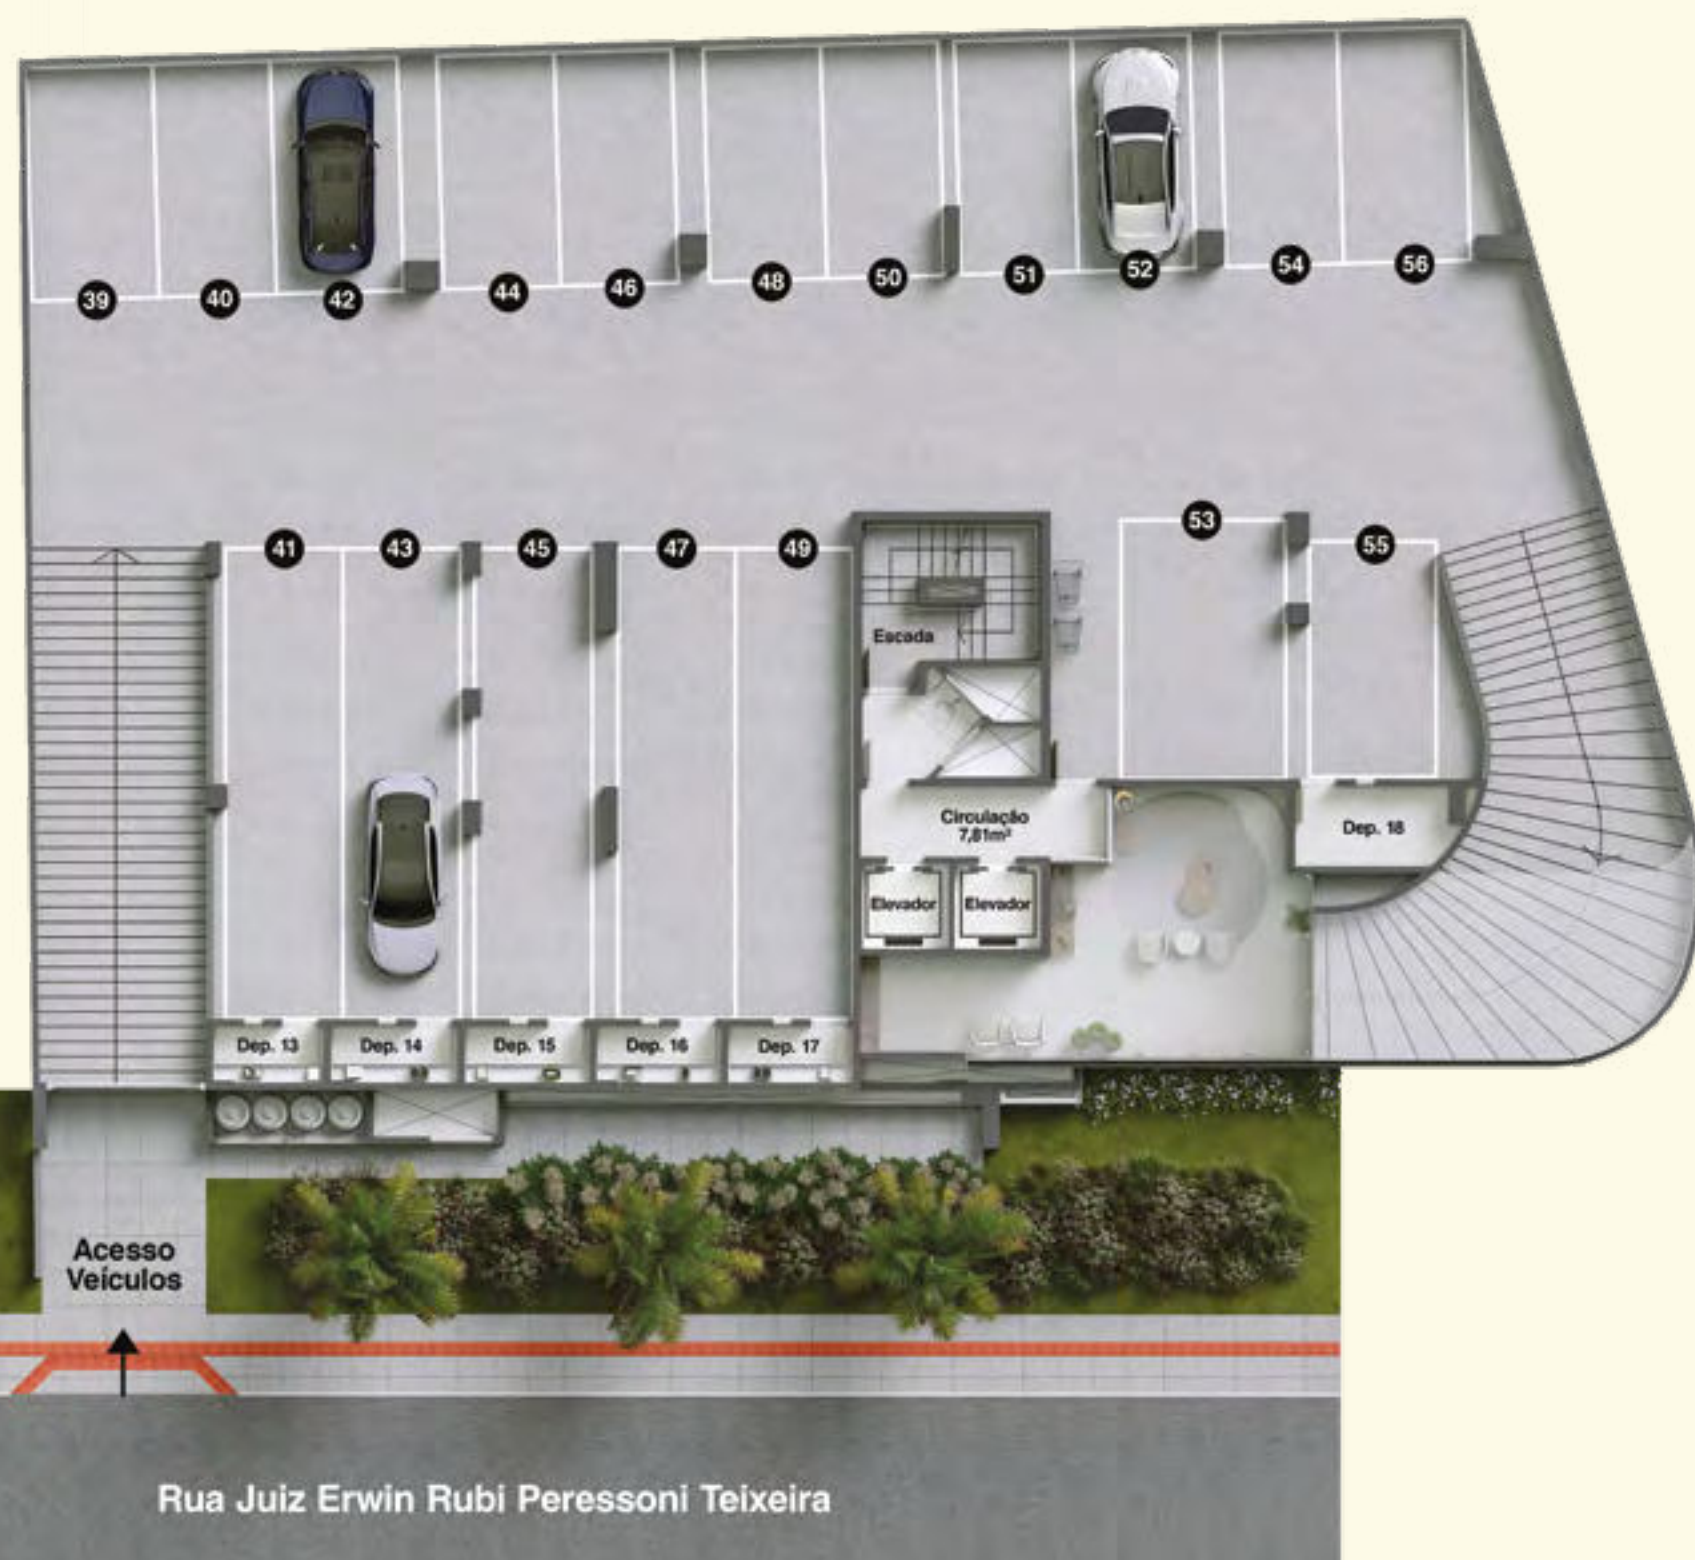 39
40
42
44
46
48
50
51
52
54
56
41
43
45
47
49
53
55
Escada
Circulação
7,81m²
Dep. 18
Elevador
Elevador
Dep. 13
Dep. 14
Dep. 15
Dep. 16
Dep. 17
Acesso
Veículos
Rua Juiz Erwin Rubi Peressoni Teixeira